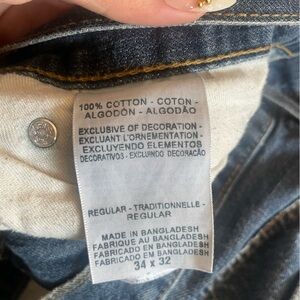 100% COTTON - COTON -
ALGODÓN - ALGODÃO
EXCLUSIVE OF DECORATION -
EXCLUANT L'ORNEMENTATION -
EXCLUYENDO ELEMENTOS
DECORATIVOS - EXCLUINDO DECORAÇÃO
REGULAR - TRADITIONNELLE -
REGULAR
MADE IN BANGLADESH
FABRIQUE AU BANGLADESH
FABRICADO EN BANGLADESH
FABRICADO EM BANGLADESH
34 x 32